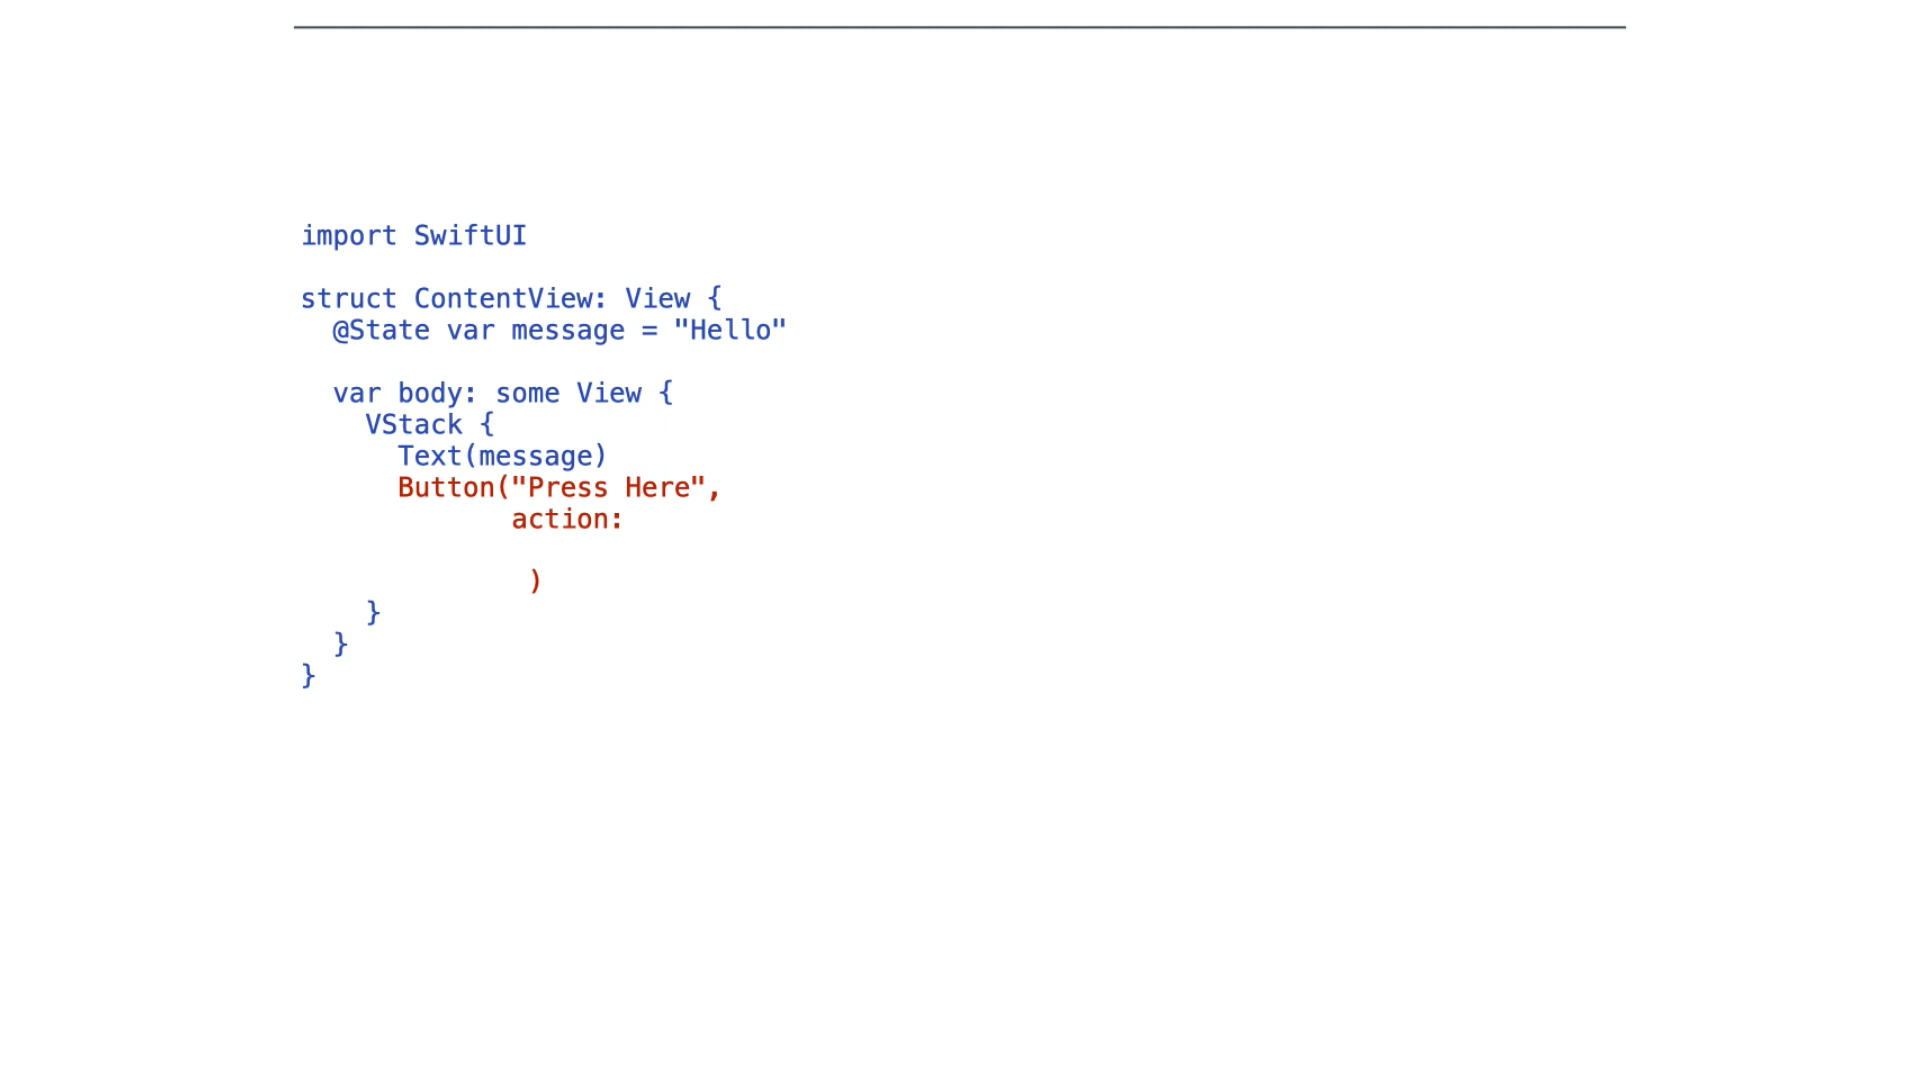 import SwiftUI
struct ContentView: View {
  @State var message = "Hello"
  var body: some View {
    VStack {
      Text(message)
      Button("Press Here",
             action:
              )
    }
  }
}